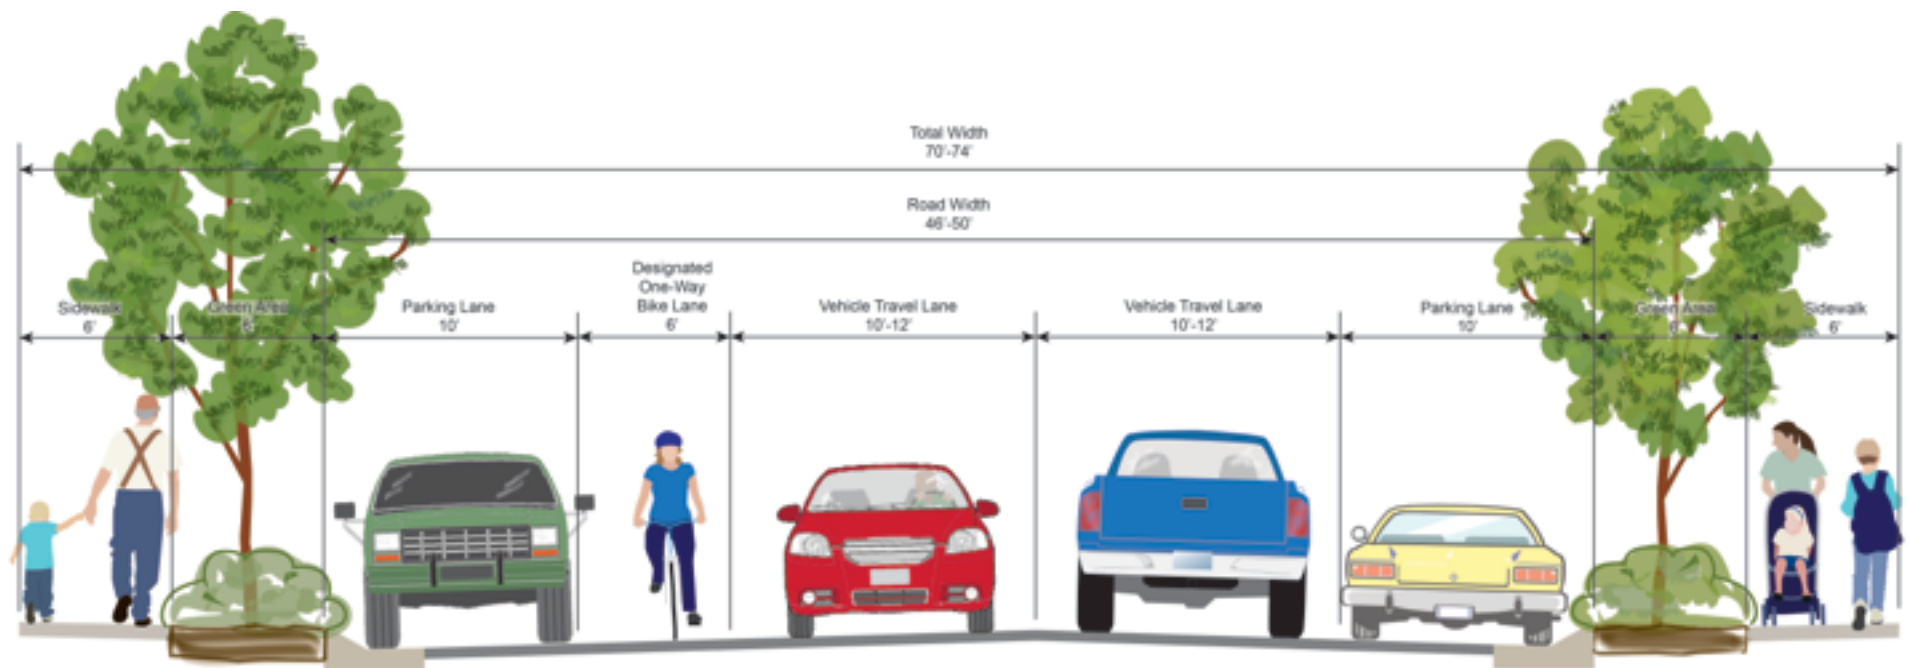 Total Width
70'-74'
Road Width
46'-50'
Sidewalk
6'
Green Area
6'
Parking Lane
10'
Designated
One-Way
Bike Lane
6'
Vehicle Travel Lane
10'-12'
Vehicle Travel Lane
10'-12'
Parking Lane
10'
Green Area
6'
Sidewalk
6'